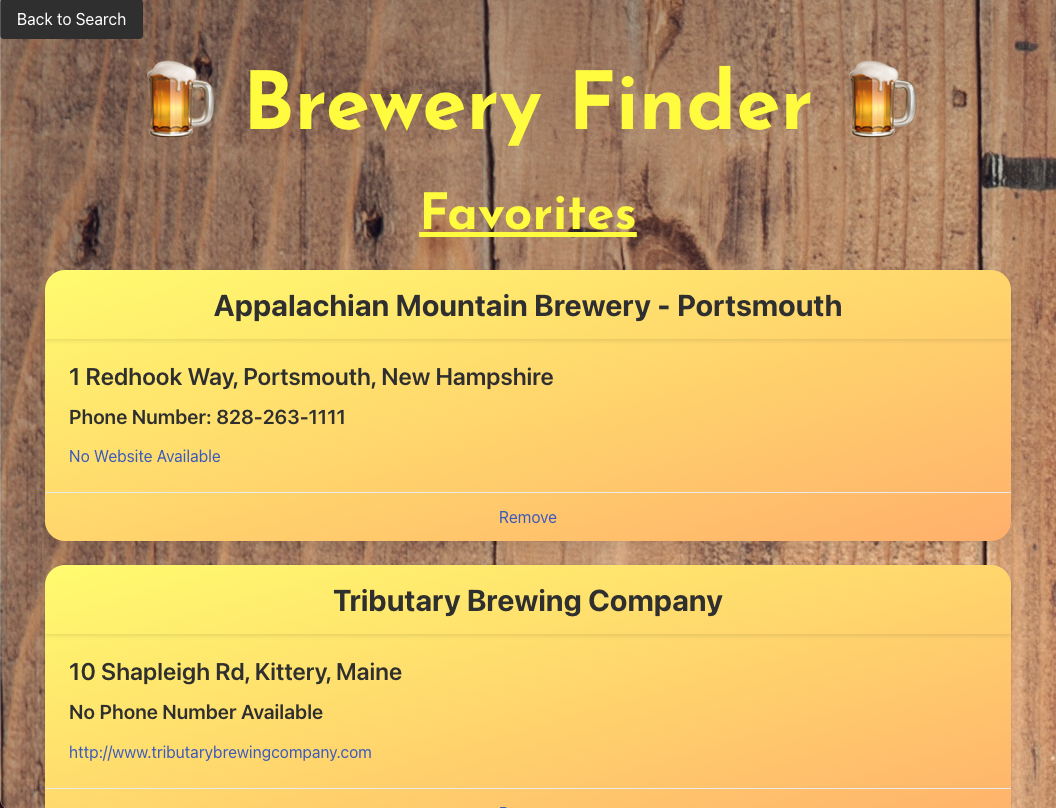 Back to Search
Brewery Finder
Favorites
Appalachian Mountain Brewery - Portsmouth
1 Redhook Way, Portsmouth, New Hampshire
Phone Number: 828-263-1111
No Website Available
Remove
Tributary Brewing Company
10 Shapleigh Rd, Kittery, Maine
No Phone Number Available
http://www.tributarybrewingcompany.com